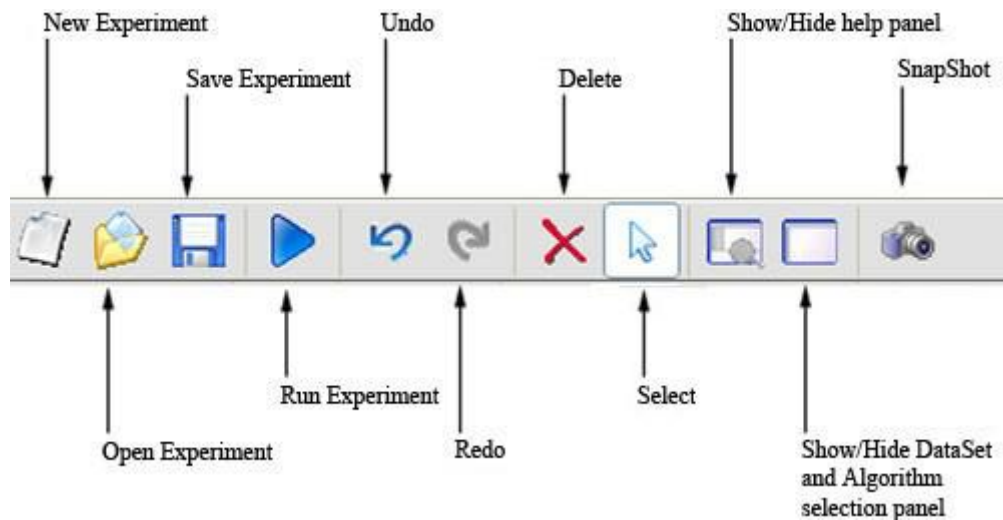 New Experiment
Undo
Show/Hide help panel
Save Experiment
Delete
SnapShot
Run Experiment
Select
Open Experiment
Redo
Show/Hide DataSet
and Algorithm
selection panel